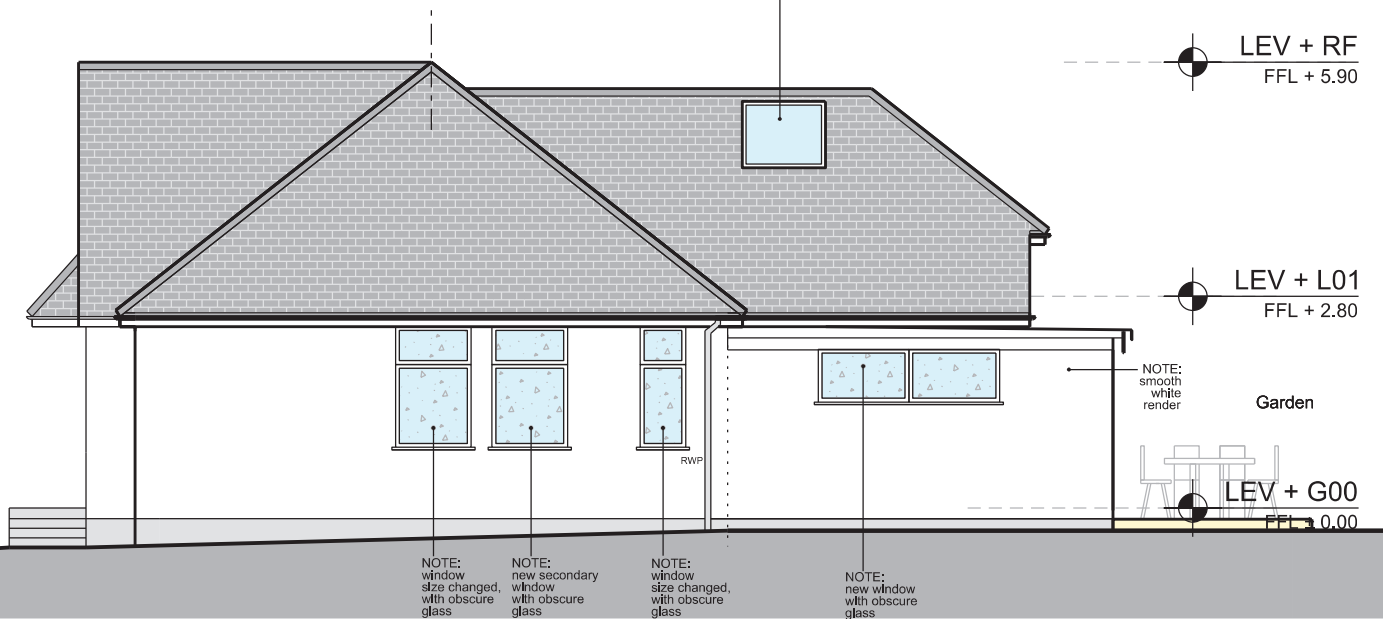 LEV + RF
FFL + 5.90
LEV + L01
FFL + 2.80
NOTE:
smooth
white
render
Garden
RWP
LEV + G00
FFL ± 0.00
NOTE:
window
size changed,
with obscure
glass
NOTE:
new secondary
window
with obscure
glass
NOTE:
window
size changed,
with obscure
glass
NOTE:
new window
with obscure
glass